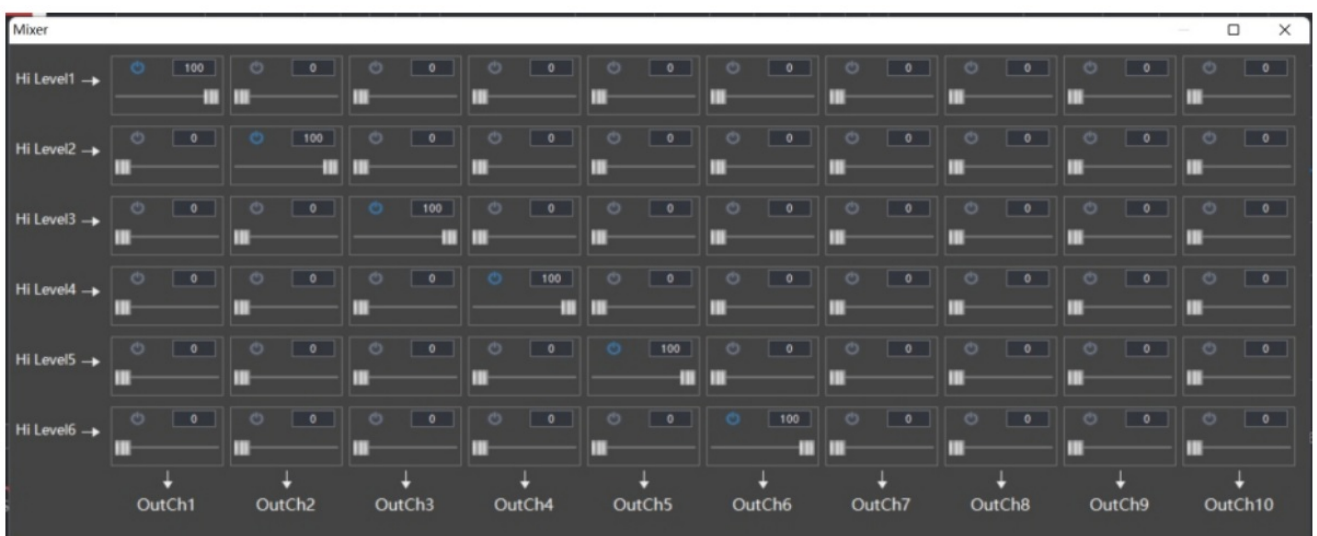 Mixer
Hi Level1 → 100 0 0 0 0 0 0 0 0 0
Hi Level2 → 0 100 0 0 0 0 0 0 0 0
Hi Level3 → 0 0 100 0 0 0 0 0 0 0
Hi Level4 → 0 0 0 100 0 0 0 0 0 0
Hi Level5 → 0 0 0 0 100 0 0 0 0 0
Hi Level6 → 0 0 0 0 0 100 0 0 0 0
OutCh1 OutCh2 OutCh3 OutCh4 OutCh5 OutCh6 OutCh7 OutCh8 OutCh9 OutCh10